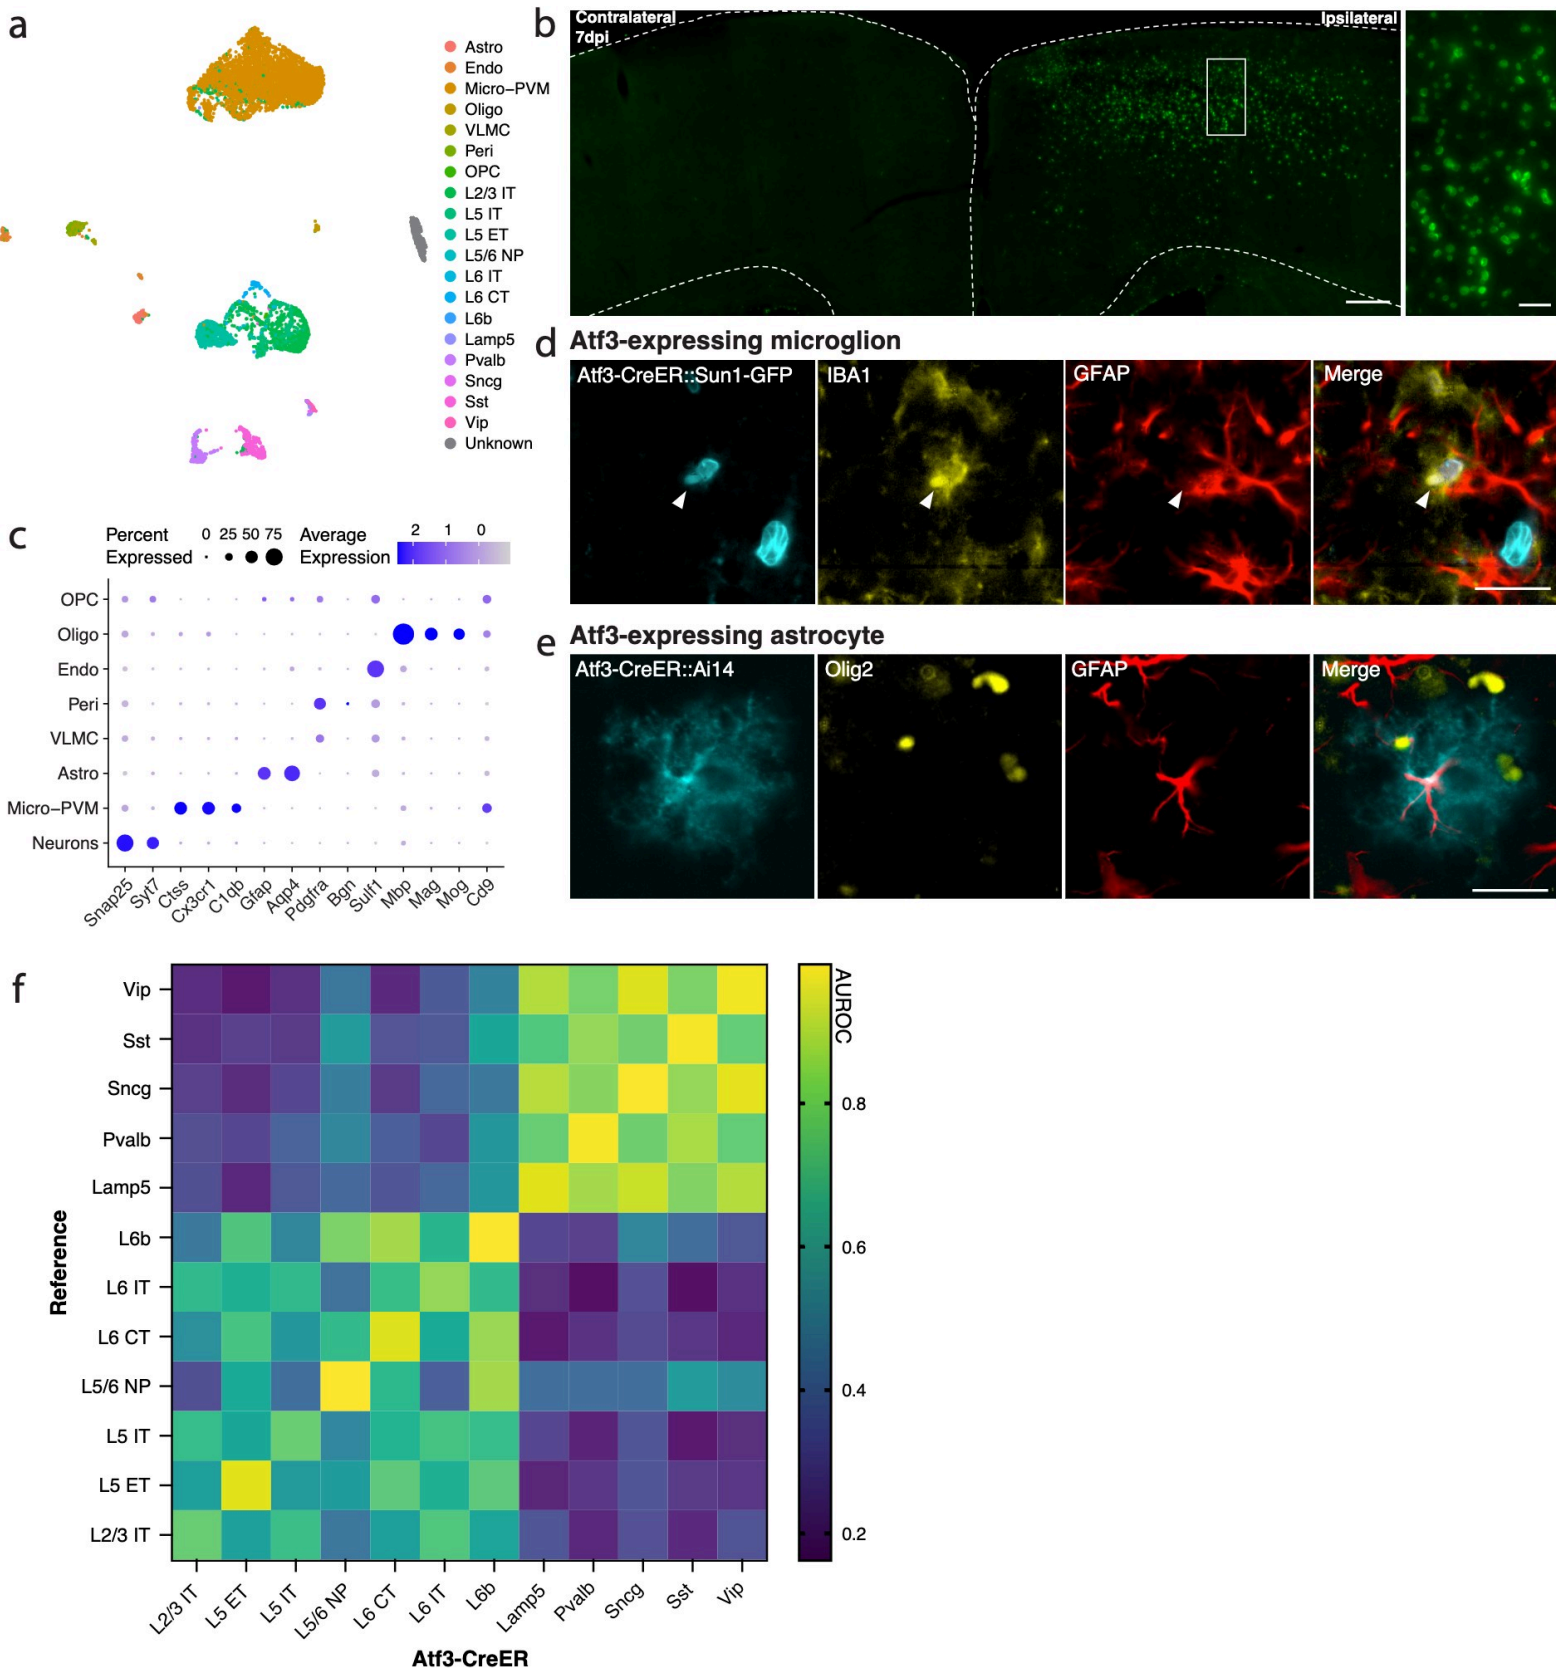 a
Astro
Endo
Micro–PVM
Oligo
VLMC
Peri
OPC
L2/3 IT
L5 IT
L5 ET
L5/6 NP
L6 IT
L6 CT
L6b
Lamp5
Pvalb
Sncg
Sst
Vip
Unknown
b
Contralateral
7dpi
Ipsilateral
c
Percent
Expressed
0 25 50 75
Average
Expression
2 1 0
OPC
Oligo
Endo
Peri
VLMC
Astro
Micro–PVM
Neurons
Snap25
Syt7
Ctss
Cx3cr1
C1qb
Gfap
Aqp4
Pdgfra
Bgn
Sulf1
Mbp
Mag
Mog
Cd9
d
Atf3-expressing microglion
Atf3-CreER::Sun1-GFP
IBA1
GFAP
Merge
e
Atf3-expressing astrocyte
Atf3-CreER::Ai14
Olig2
GFAP
Merge
f
Reference
Vip
Sst
Sncg
Pvalb
Lamp5
L6b
L6 IT
L6 CT
L5/6 NP
L5 IT
L5 ET
L2/3 IT
L2/3 IT
L5 ET
L5 IT
L5/6 NP
L6 CT
L6 IT
L6b
Lamp5
Pvalb
Sncg
Sst
Vip
Atf3-CreER
AUROC
0.8
0.6
0.4
0.2